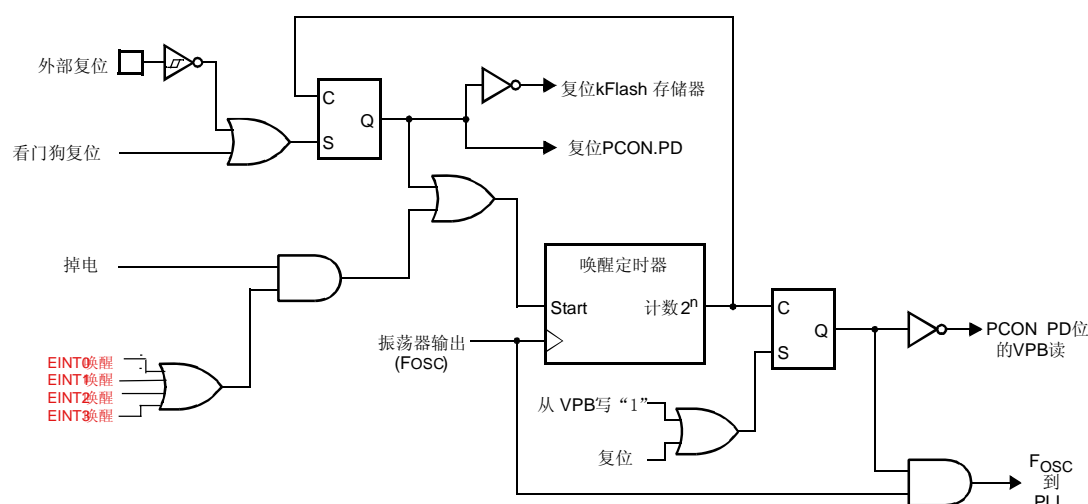 外部复位
C
Q
S
复位kFlash 存储器
复位PCON.PD
看门狗复位
掉电
唤醒定时器
Start
计数2ⁿ
C
Q
S
PCON PD位
的VPB读
振荡器输出
(FOSC)
EINT0唤醒
EINT1唤醒
EINT2唤醒
EINT3唤醒
从 VPB写“1”
复位
FOSC
到
PLL